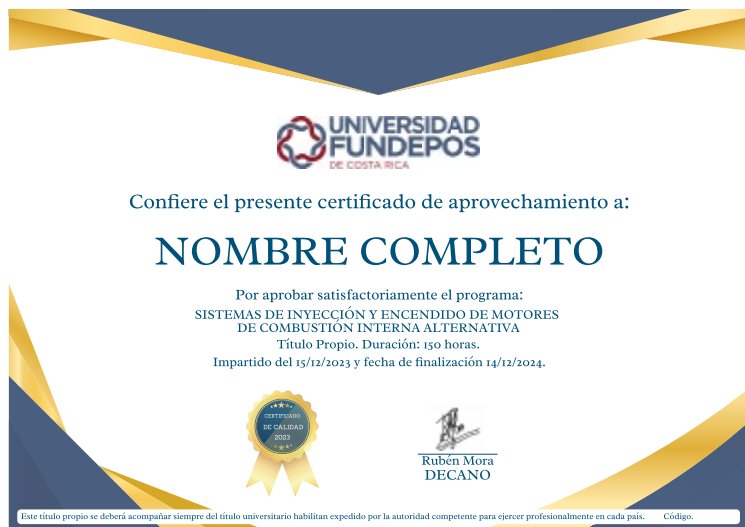 UNIVERSIDAD
FUNDEPOS
DE COSTA RICA
Confiere el presente certificado de aprovechamiento a:
NOMBRE COMPLETO
Por aprobar satisfactoriamente el programa:
SISTEMAS DE INYECCIÓN Y ENCENDIDO DE MOTORES
DE COMBUSTIÓN INTERNA ALTERNATIVA
Título Propio. Duración: 150 horas.
Impartido del 15/12/2023 y fecha de finalización 14/12/2024.
CERTIFICADO
DE CALIDAD
2023
Rubén Mora
DECANO
Este título propio se deberá acompañar siempre del título universitario habilitan expedido por la autoridad competente para ejercer profesionalmente en cada país. Código.